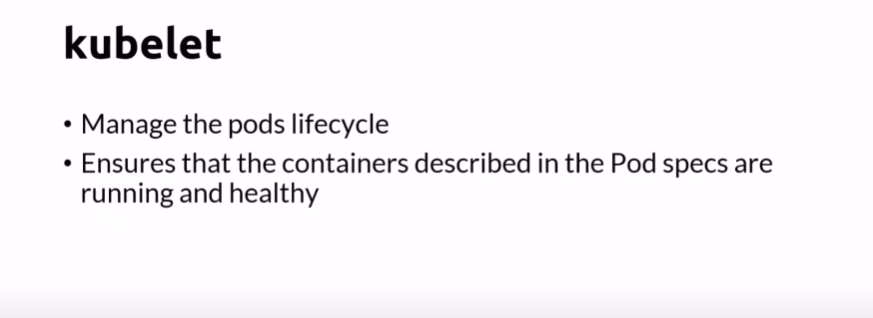 kubelet
• Manage the pods lifecycle
• Ensures that the containers described in the Pod specs are
running and healthy